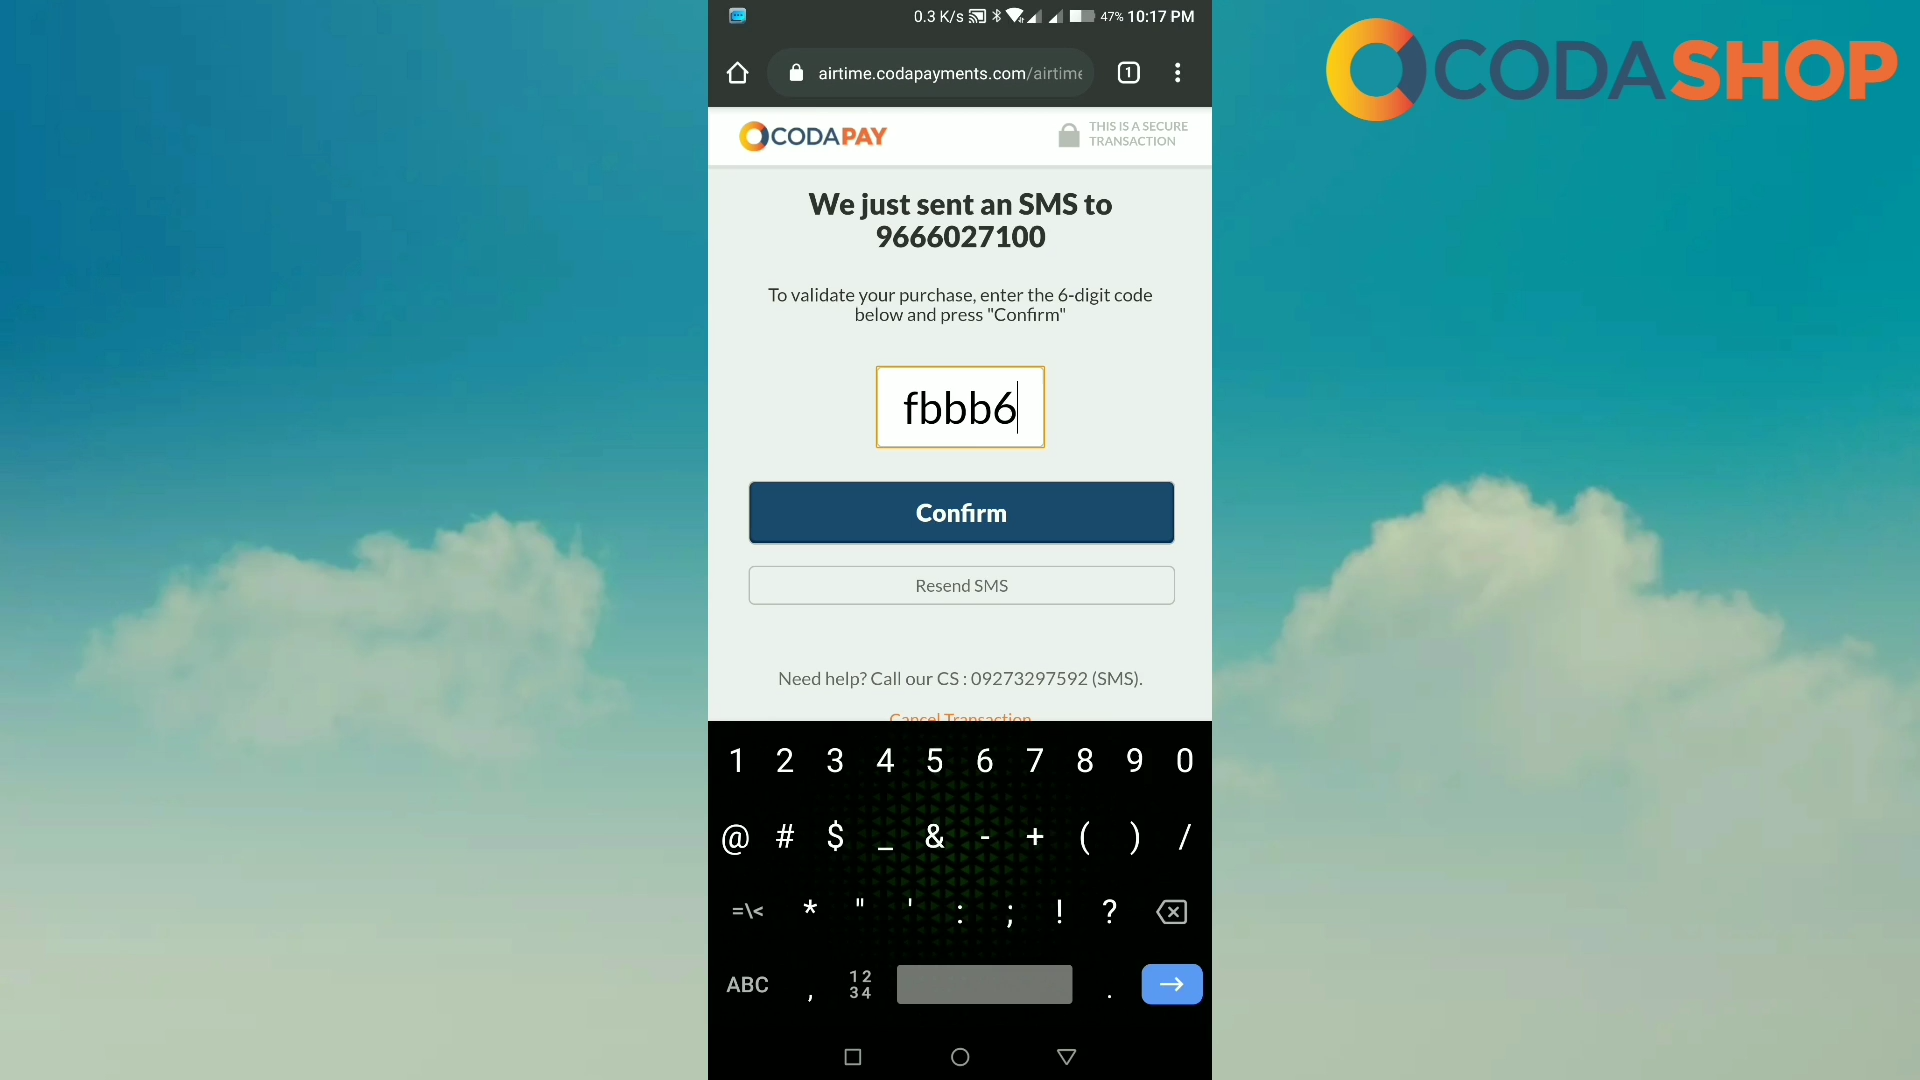 0.3 K/s 47% 10:17 PM
CODASHOP
airtime.codapayments.com/airtime
1
CODAPAY
THIS IS A SECURE
TRANSACTION
We just sent an SMS to
9666027100
To validate your purchase, enter the 6-digit code
below and press "Confirm"
fbbb6
Confirm
Resend SMS
Need help? Call our CS : 09273297592 (SMS).
Cancel Transaction
1 2 3 4 5 6 7 8 9 0
@ # $ _ & - + ( ) /
=\< * " ' : ; ! ?
ABC , 12 34 .